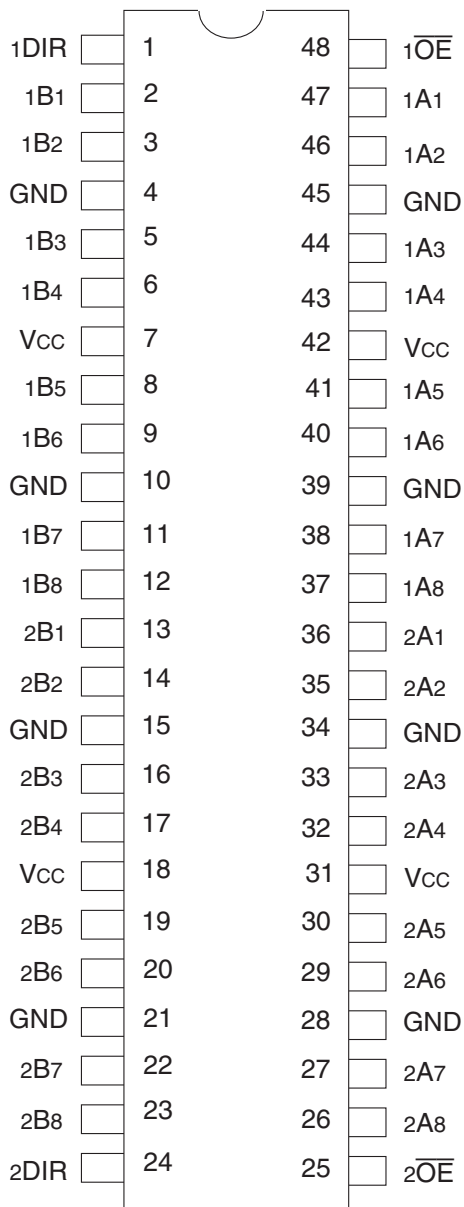 1DIR 1 48 1O̅E̅
1B1 2 47 1A1
1B2 3 46 1A2
GND 4 45 GND
1B3 5 44 1A3
1B4 6 43 1A4
VCC 7 42 VCC
1B5 8 41 1A5
1B6 9 40 1A6
GND 10 39 GND
1B7 11 38 1A7
1B8 12 37 1A8
2B1 13 36 2A1
2B2 14 35 2A2
GND 15 34 GND
2B3 16 33 2A3
2B4 17 32 2A4
VCC 18 31 VCC
2B5 19 30 2A5
2B6 20 29 2A6
GND 21 28 GND
2B7 22 27 2A7
2B8 23 26 2A8
2DIR 24 25 2O̅E̅